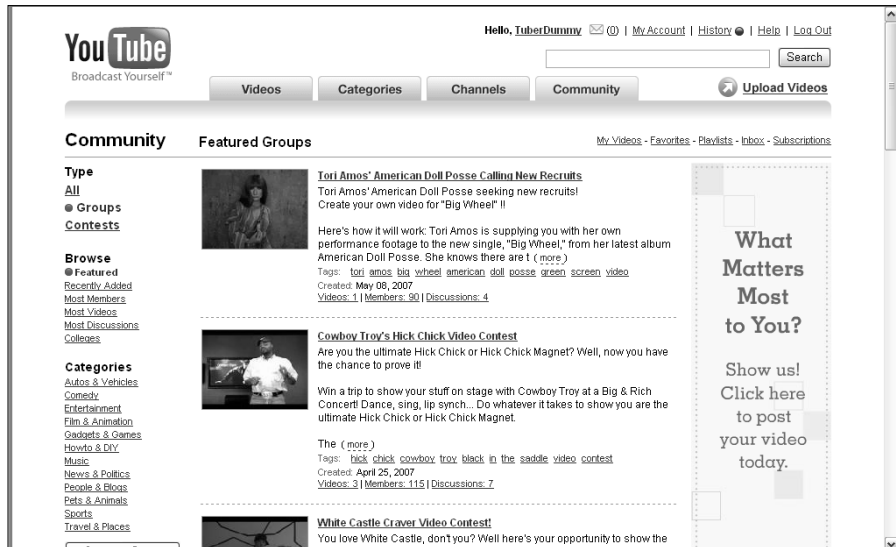 Hello, TuberDummy (0) | My Account | History | Help | Log Out
YouTube
Broadcast Yourself™
Search
Videos
Categories
Channels
Community
Upload Videos
Community
Featured Groups
My Videos - Favorites - Playlists - Inbox - Subscriptions
Type
All
Groups
Contests
Browse
Featured
Recently Added
Most Members
Most Videos
Most Discussions
Colleges
Categories
Autos & Vehicles
Comedy
Entertainment
Film & Animation
Gadgets & Games
Howto & DIY
Music
News & Politics
People & Blogs
Pets & Animals
Sports
Travel & Places
Tori Amos' American Doll Posse Calling New Recruits
Tori Amos' American Doll Posse seeking new recruits!
Create your own video for "Big Wheel" !!
Here's how it will work: Tori Amos is supplying you with her own
performance footage to the new single, "Big Wheel," from her latest album
American Doll Posse. She knows there are t (more)
Tags: tori amos big wheel american doll posse green screen video
Created: May 08, 2007
Videos: 1 | Members: 90 | Discussions: 4
Cowboy Troy's Hick Chick Video Contest
Are you the ultimate Hick Chick or Hick Chick Magnet? Well, now you have
the chance to prove it!
Win a trip to show your stuff on stage with Cowboy Troy at a Big & Rich
Concert! Dance, sing, lip synch... Do whatever it takes to show you are the
ultimate Hick Chick or Hick Chick Magnet.
The (more)
Tags: hick chick cowboy troy black in the saddle video contest
Created: April 25, 2007
Videos: 3 | Members: 115 | Discussions: 7
White Castle Craver Video Contest!
You love White Castle, don't you? Well here's your opportunity to show the
What
Matters
Most
to You?
Show us!
Click here
to post
your video
today.